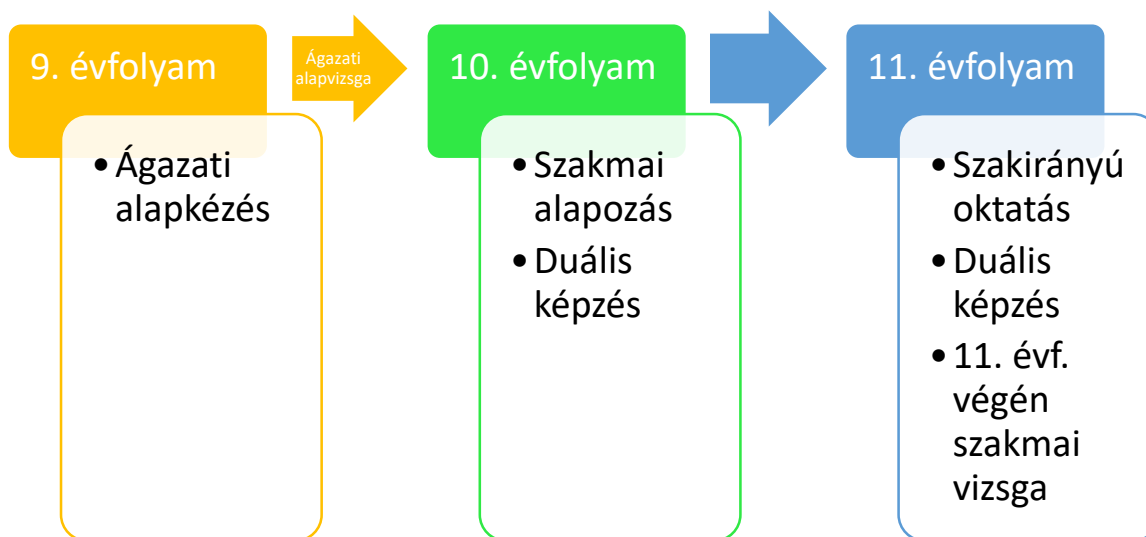 9. évfolyam
• Ágazati
alapkézés
Ágazati
alapvizsga
10. évfolyam
• Szakmai
alapozás
• Duális
képzés
11. évfolyam
• Szakirányú
oktatás
• Duális
képzés
• 11. évf.
végén
szakmai
vizsga